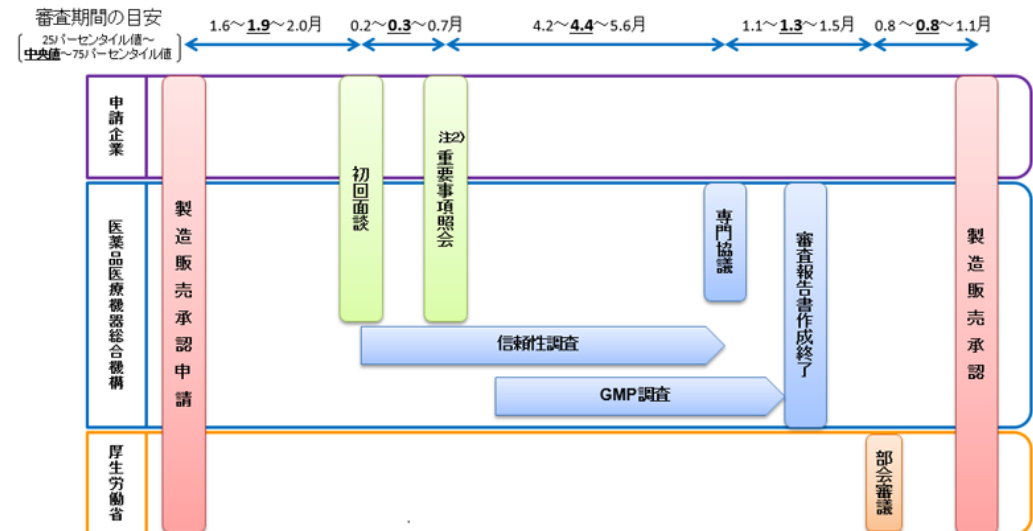 審査期間の目安
25パーセンタイル値～
中央値～75パーセンタイル値
1.6～1.9～2.0月
0.2～0.3～0.7月
4.2～4.4～5.6月
1.1～1.3～1.5月
0.8～0.8～1.1月
申請企業
医薬品医療機器総合機構
厚生労働省
製造販売承認申請
初回面談
注2)
重要事項照会
信頼性調査
GMP調査
専門協議
審査報告書作成終了
部会審議
製造販売承認